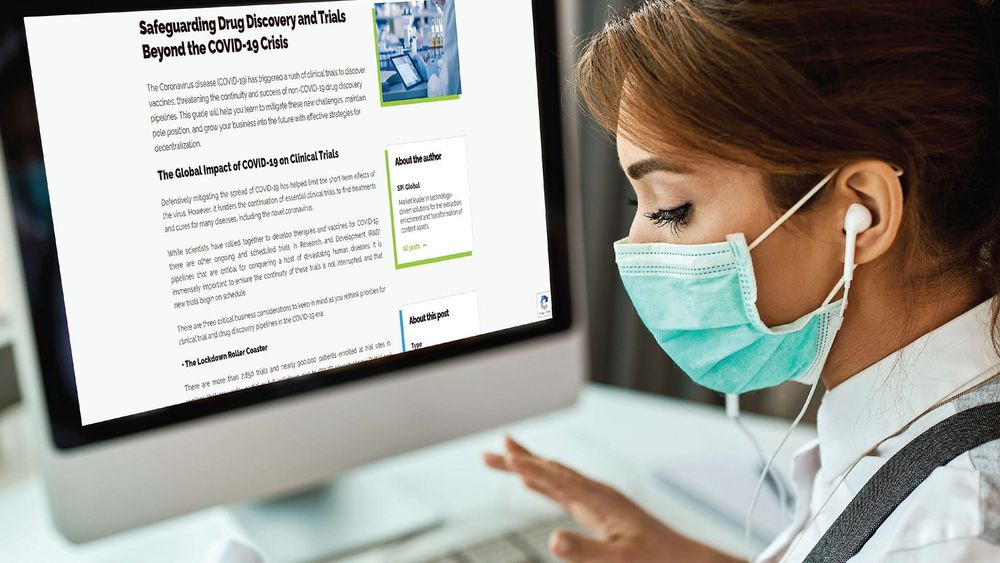 Safeguarding Drug Discovery and Trials
Beyond the COVID-19 Crisis
The Coronavirus disease (COVID-19) has triggered a rush of clinical trials to discover
vaccines, threatening the continuity and success of non-COVID-19 drug discovery
pipelines. This guide will help you learn to mitigate these new challenges, maintain
pole position, and grow your business into the future with effective strategies for
decentralization.
The Global Impact of COVID-19 on Clinical Trials
Defensively mitigating the spread of COVID-19 has helped limit the short-term effects of
the virus. However, it hinders the continuation of essential clinical trials to find treatments
and cures for many diseases, including the novel coronavirus.
While scientists have rallied together to develop therapies and vaccines for COVID-19,
there are other ongoing and scheduled trials in Research and Development (R&D)
pipelines that are critical for conquering a host of devastating human diseases. It is
immensely important to ensure the continuity of these trials is not interrupted, and that
new trials begin on schedule.
There are three critical business considerations to keep in mind as you rethink priorities for
clinical trial and drug discovery pipelines in the COVID-19 era:
• The Lockdown Roller Coaster
There are more than 2,850 trials and nearly 900,000 patients enrolled at trial sites in
About the author
SPi Global
Market leader in technology-
driven solutions for the extraction,
enrichment and transformation of
content assets.
All posts →
About this post
Type